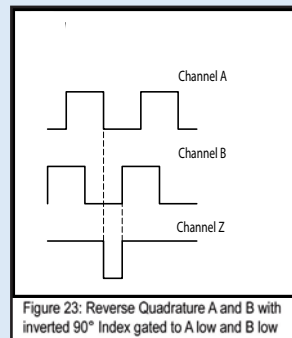 Channel A
Channel B
Channel Z
Figure 23: Reverse Quadrature A and B with
inverted 90° Index gated to A low and B low